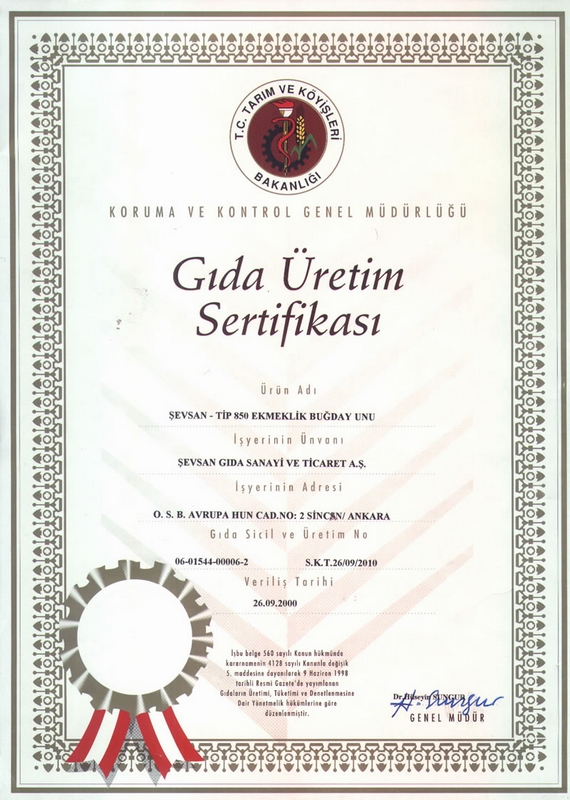 T.C. TARIM VE KÖYİŞLERİ
BAKANLIĞI
KORUMA VE KONTROL GENEL MÜDÜRLÜĞÜ
Gıda Üretim
Sertifikası
Ürün Adı
ŞEVSAN - TİP 850 EKMEKLİK BUĞDAY UNU
İşyerinin Ünvanı
ŞEVSAN GIDA SANAYİ VE TİCARET A.Ş.
İşyerinin Adresi
O. S. B. AVRUPA HUN CAD.NO: 2 SİNCAN/ ANKARA
Gıda Sicil ve Üretim No
06-01544-00006-2 S.K.T.26/09/2010
Veriliş Tarihi
26.09.2000
İşbu belge 560 sayılı Kanun hükmünde
kararnamenin 4128 sayılı Kanunla değişik
5. maddesine dayanılarak 9 Haziran 1998
tarihli Resmi Gazete'de yayımlanan
Gıdaların Üretimi, Tüketimi ve Denetlenmesine
Dair Yönetmelik hükümlerine göre
düzenlenmiştir.
Dr.Hüseyin SUNGUR
H. Sungur
GENEL MÜDÜR